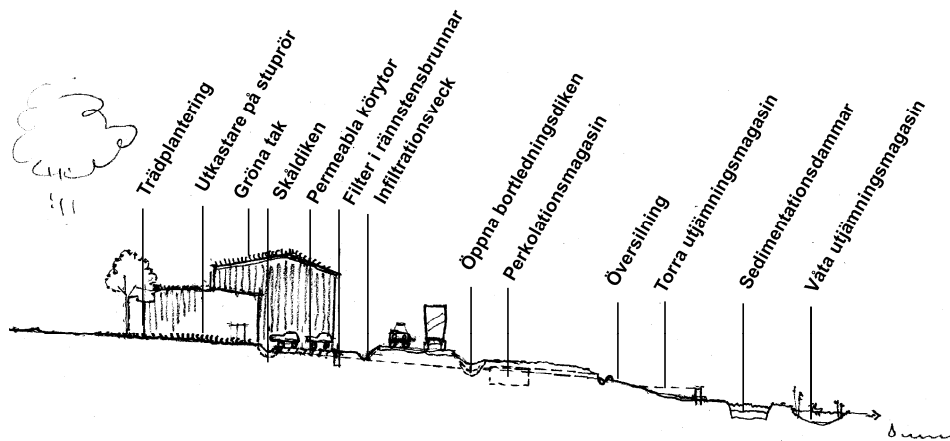 Trädplantering
Utkastare på stuprör
Gröna tak
Skåldiken
Permeabla körytor
Filter i rännstensbrunnar
Infiltrationsveck
Öppna bortledningsdiken
Perkolationsmagasin
Översilning
Torra utjämningsmagasin
Sedimentationsdammar
Våta utjämningsmagasin